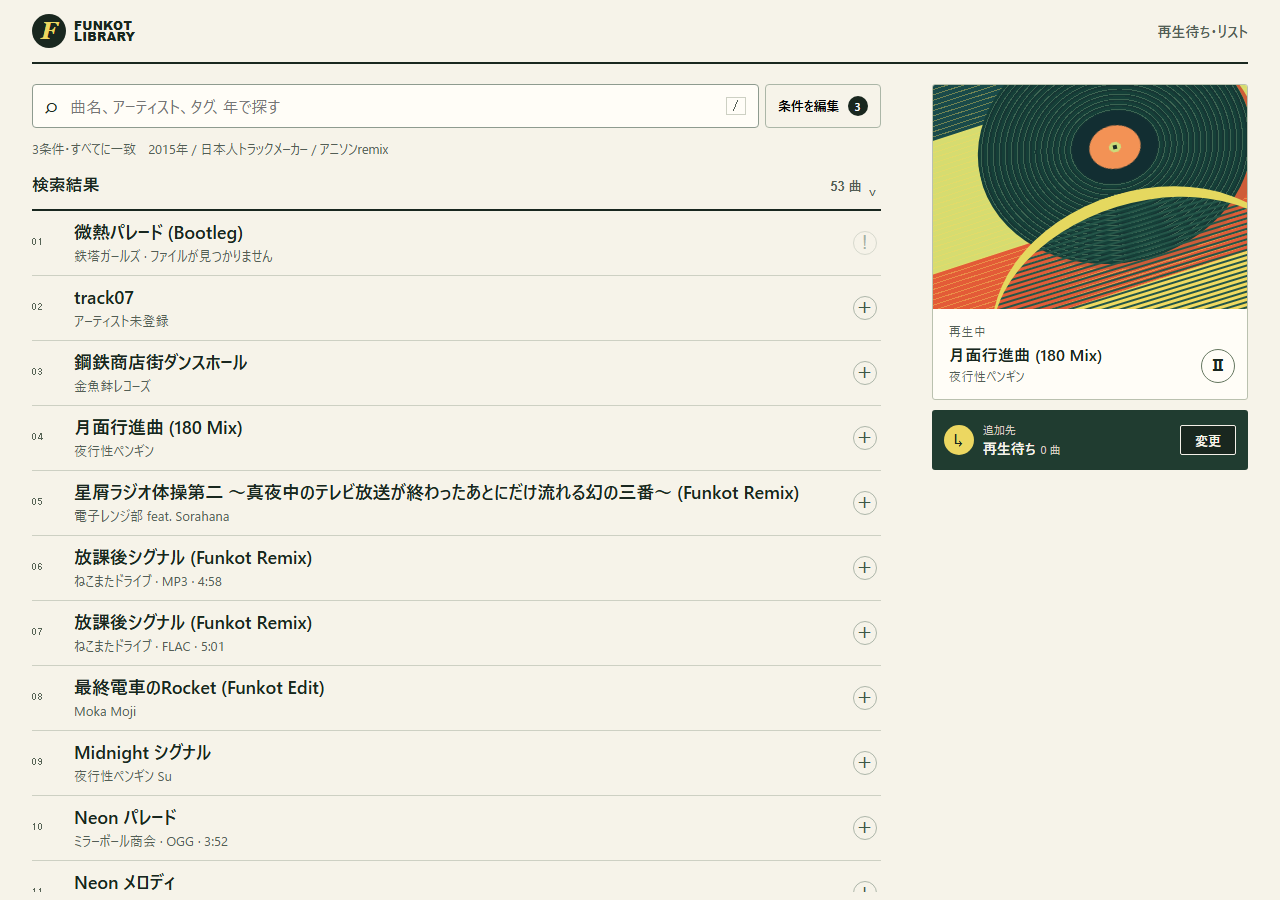 F
FUNKOT
LIBRARY
再生待ち・リスト
曲名、アーティスト、タグ、年で探す
/
条件を編集 3
3条件・すべてに一致 2015年 / 日本人トラックメーカー / アニソンremix
検索結果
53 曲 v
01
微熱パレード (Bootleg)
鉄塔ガールズ · ファイルが見つかりません
!
02
track07
アーティスト未登録
+
03
鋼鉄商店街ダンスホール
金魚鉢レコーズ
+
04
月面行進曲 (180 Mix)
夜行性ペンギン
+
05
星屑ラジオ体操第二 〜真夜中のテレビ放送が終わったあとにだけ流れる幻の三番〜 (Funkot Remix)
電子レンジ部 feat. Sorahana
+
06
放課後シグナル (Funkot Remix)
ねこまたドライブ · MP3 · 4:58
+
07
放課後シグナル (Funkot Remix)
ねこまたドライブ · FLAC · 5:01
+
08
最終電車のRocket (Funkot Edit)
Moka Moji
+
09
Midnight シグナル
夜行性ペンギン Su
+
10
Neon パレード
ミラーボール商会 · OGG · 3:52
+
11
Neon メロディ
再生中
月面行進曲 (180 Mix)
夜行性ペンギン
追加先
再生待ち 0 曲
変更